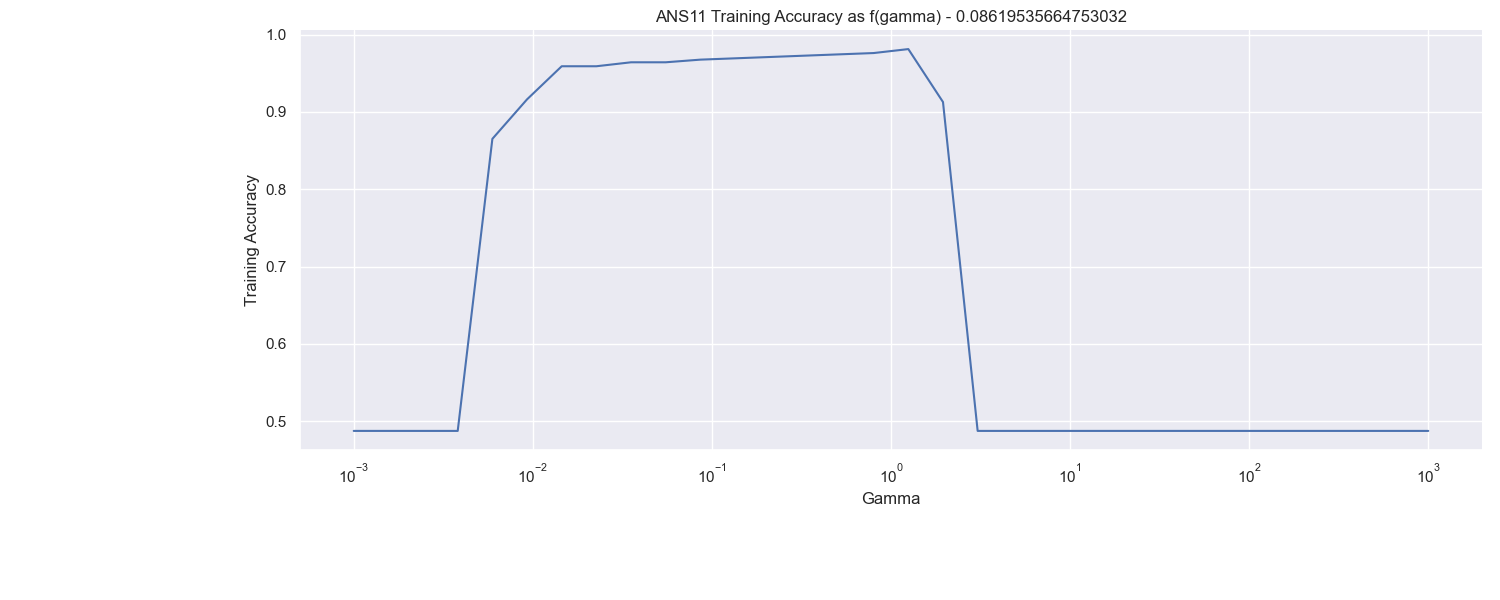 ANS11 Training Accuracy as f(gamma) - 0.08619535664753032
1.0
0.9
0.8
0.7
0.6
0.5
Training Accuracy
10⁻³ 10⁻² 10⁻¹ 10⁰ 10¹ 10² 10³
Gamma